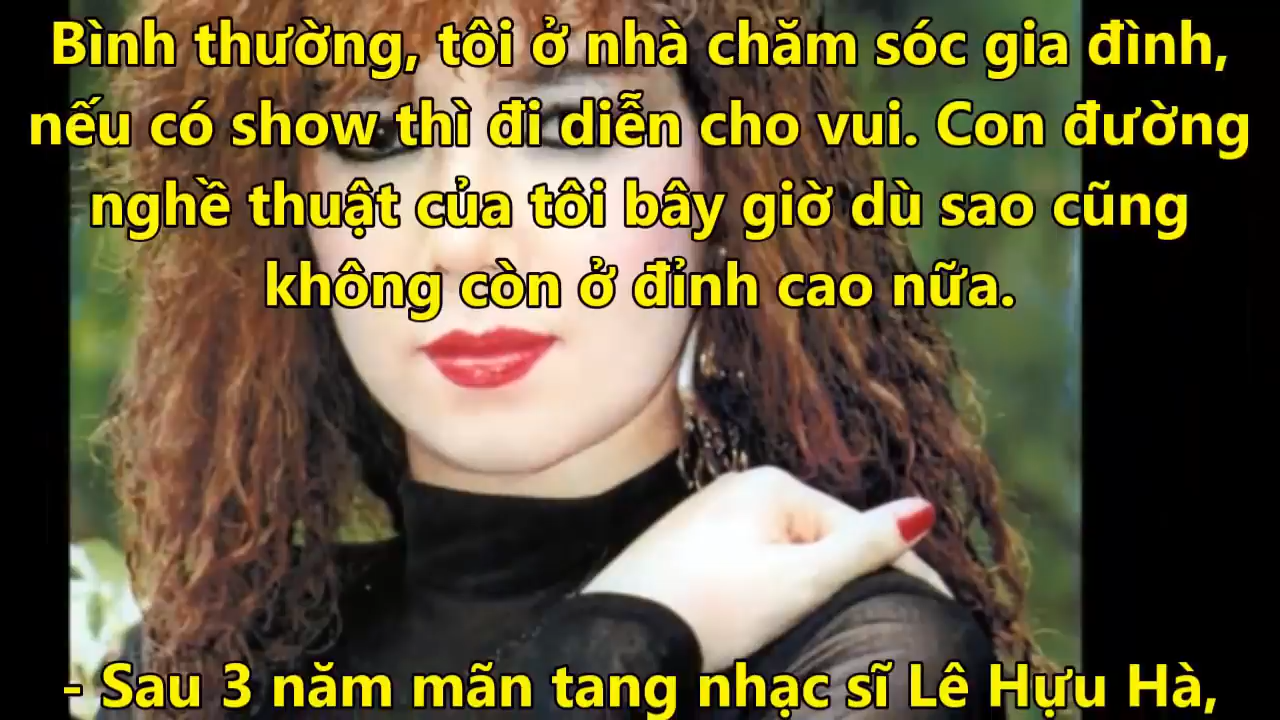 Bình thường, tôi ở nhà chăm sóc gia đình,
nếu có show thì đi diễn cho vui. Con đường
nghề thuật của tôi bây giờ dù sao cũng
không còn ở đỉnh cao nữa.
- Sau 3 năm mãn tang nhạc sĩ Lê Hựu Hà,